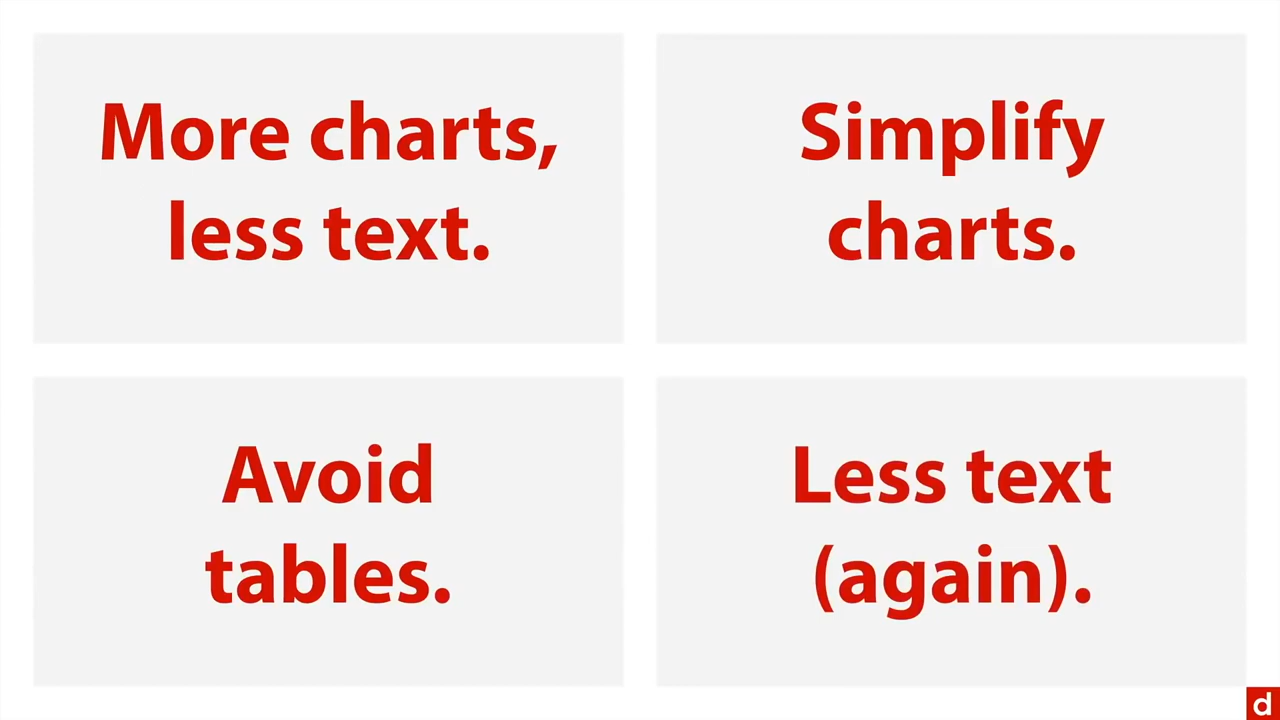 More charts,
less text.
Simplify
charts.
Avoid
tables.
Less text
(again).
d